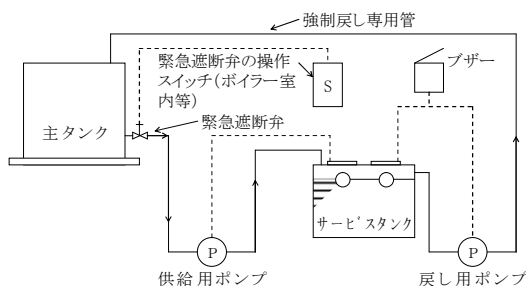 強制戻し専用管
緊急遮断弁の操作
スイッチ(ボイラー室
内等)
S
ブザー
主タンク
緊急遮断弁
サービスタンク
P
供給用ポンプ
P
戻し用ポンプ